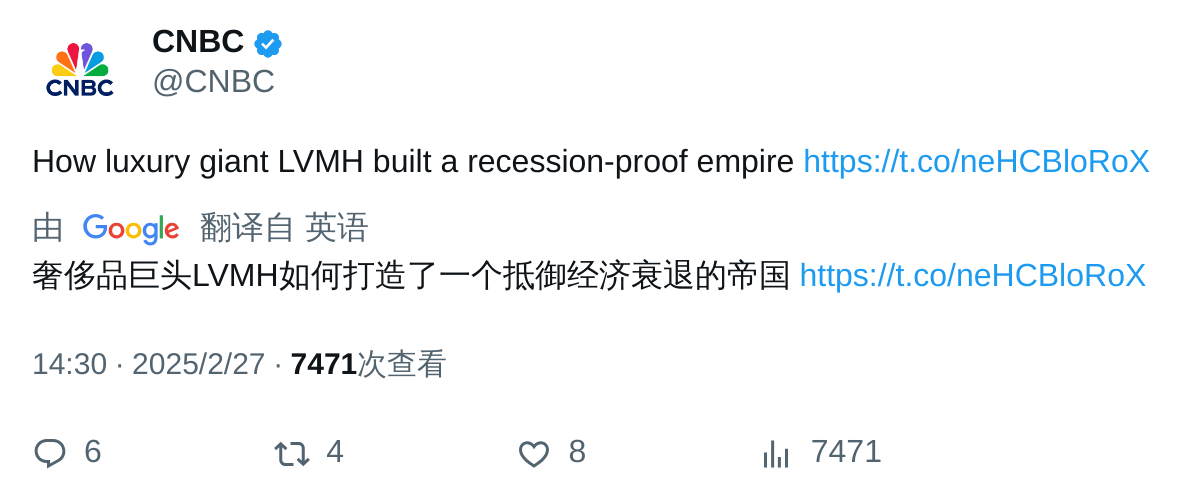 CNBC
CNBC
@CNBC
How luxury giant LVMH built a recession-proof empire https://t.co/neHCBloRoX
由 Google 翻译自 英语
奢侈品巨头LVMH如何打造了一个抵御经济衰退的帝国 https://t.co/neHCBloRoX
14:30 · 2025/2/27 · 7471次查看
6 4 8 7471